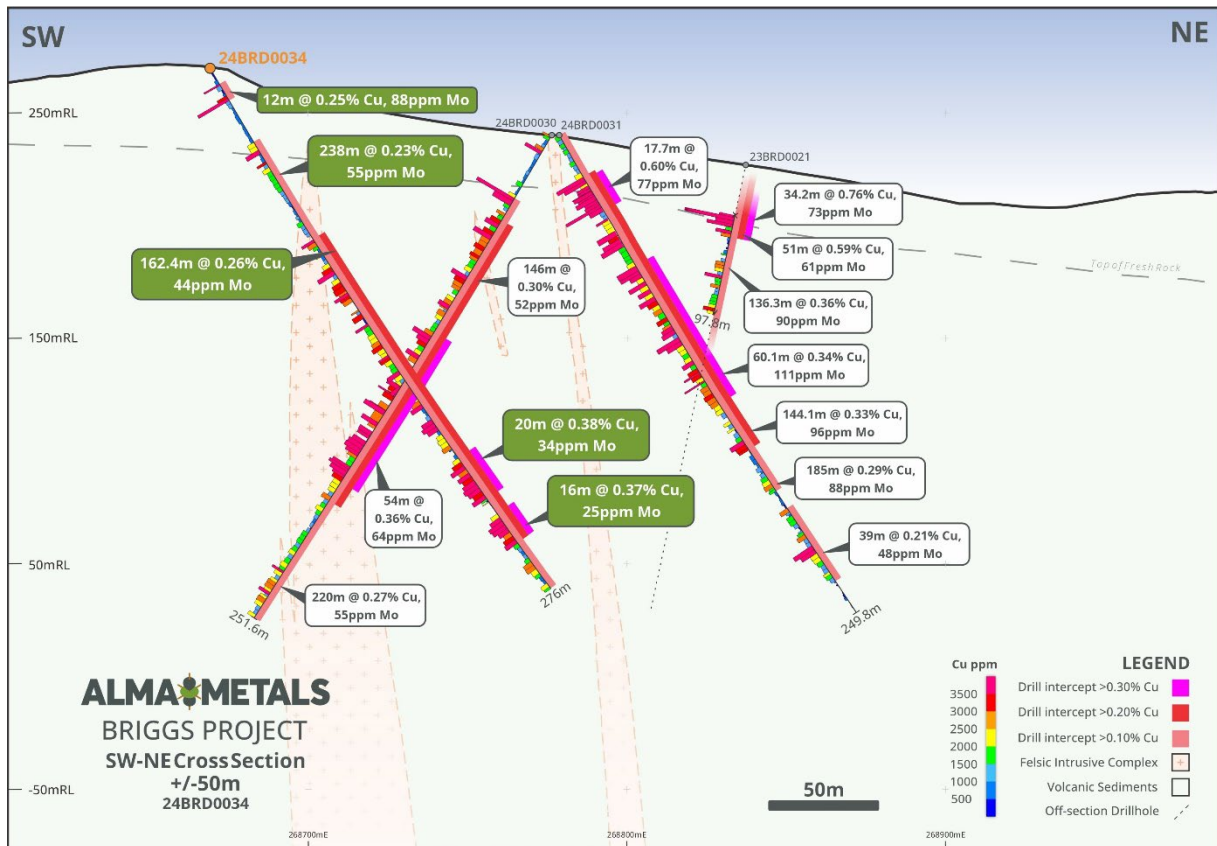 SW
NE
24BRD0034
12m @ 0.25% Cu, 88ppm Mo
250mRL
24BRD0030
24BRD0031
238m @ 0.23% Cu,
55ppm Mo
17.7m @
0.60% Cu,
77ppm Mo
23BRD0021
34.2m @ 0.76% Cu,
73ppm Mo
51m @ 0.59% Cu,
61ppm Mo
TopofFreshRock
162.4m @ 0.26% Cu,
44ppm Mo
146m @
0.30% Cu,
52ppm Mo
136.3m @ 0.36% Cu,
90ppm Mo
97.8m
150mRL
60.1m @ 0.34% Cu,
111ppm Mo
20m @ 0.38% Cu,
34ppm Mo
144.1m @ 0.33% Cu,
96ppm Mo
185m @ 0.29% Cu,
88ppm Mo
16m @ 0.37% Cu,
25ppm Mo
54m @
0.36% Cu,
64ppm Mo
39m @ 0.21% Cu,
48ppm Mo
50mRL
220m @ 0.27% Cu,
55ppm Mo
251.6m
276m
249.8m
ALMA METALS
BRIGGS PROJECT
SW-NE Cross Section
+/-50m
24BRD0034
-50mRL
50m
Cu ppm
3500
3000
2500
2000
1500
1000
500
LEGEND
Drill intercept >0.30% Cu
Drill intercept >0.20% Cu
Drill intercept >0.10% Cu
Felsic Intrusive Complex
Volcanic Sediments
Off-section Drillhole
268700mE
268800mE
268900mE